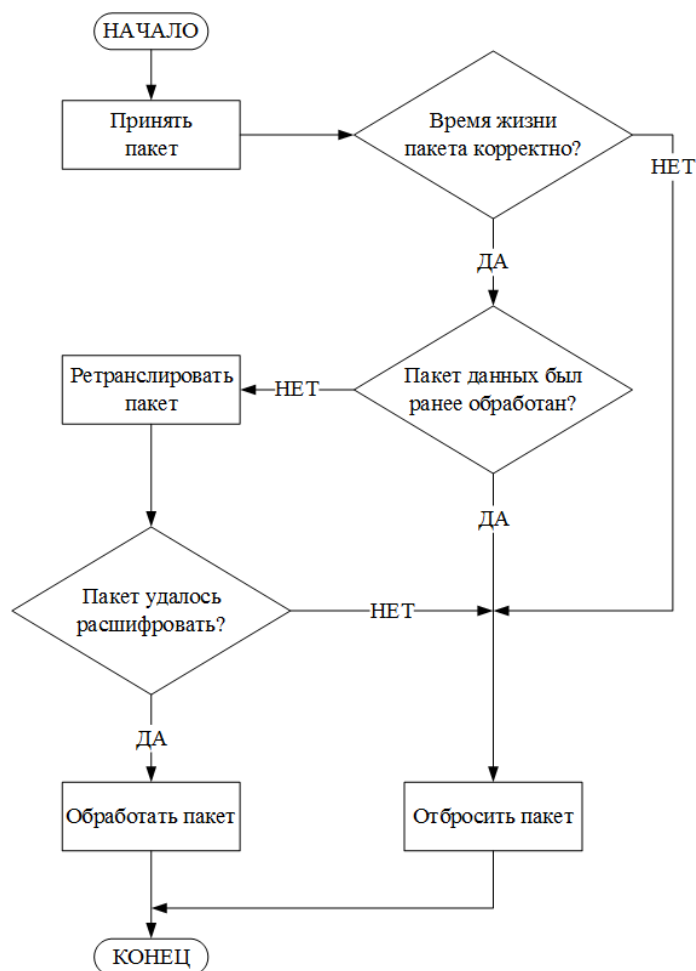 НАЧАЛО
Принять
пакет
Время жизни
пакета корректно?
НЕТ
ДА
Ретранслировать
пакет
НЕТ
Пакет данных был
ранее обработан?
ДА
Пакет удалось
расшифровать?
НЕТ
ДА
Обработать пакет
Отбросить пакет
КОНЕЦ